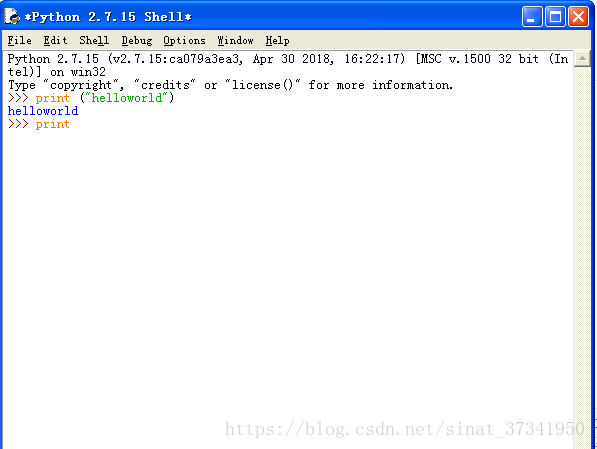 *Python 2.7.15 Shell*
File Edit Shell Debug Options Window Help
Python 2.7.15 (v2.7.15:ca079a3ea3, Apr 30 2018, 16:22:17) [MSC v.1500 32 bit (In
tel)] on win32
Type "copyright", "credits" or "license()" for more information.
>>> print ("helloworld")
helloworld
>>> print
https://blog.csdn.net/sinat_37341950